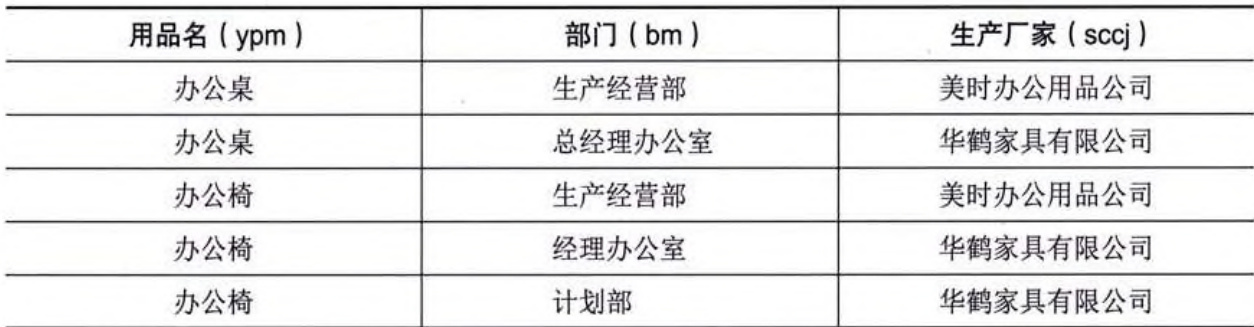 用品名（ypm） 部门（bm） 生产厂家（sccj）
办公桌 生产经营部 美时办公用品公司
办公桌 总经理办公室 华鹤家具有限公司
办公椅 生产经营部 美时办公用品公司
办公椅 经理办公室 华鹤家具有限公司
办公椅 计划部 华鹤家具有限公司